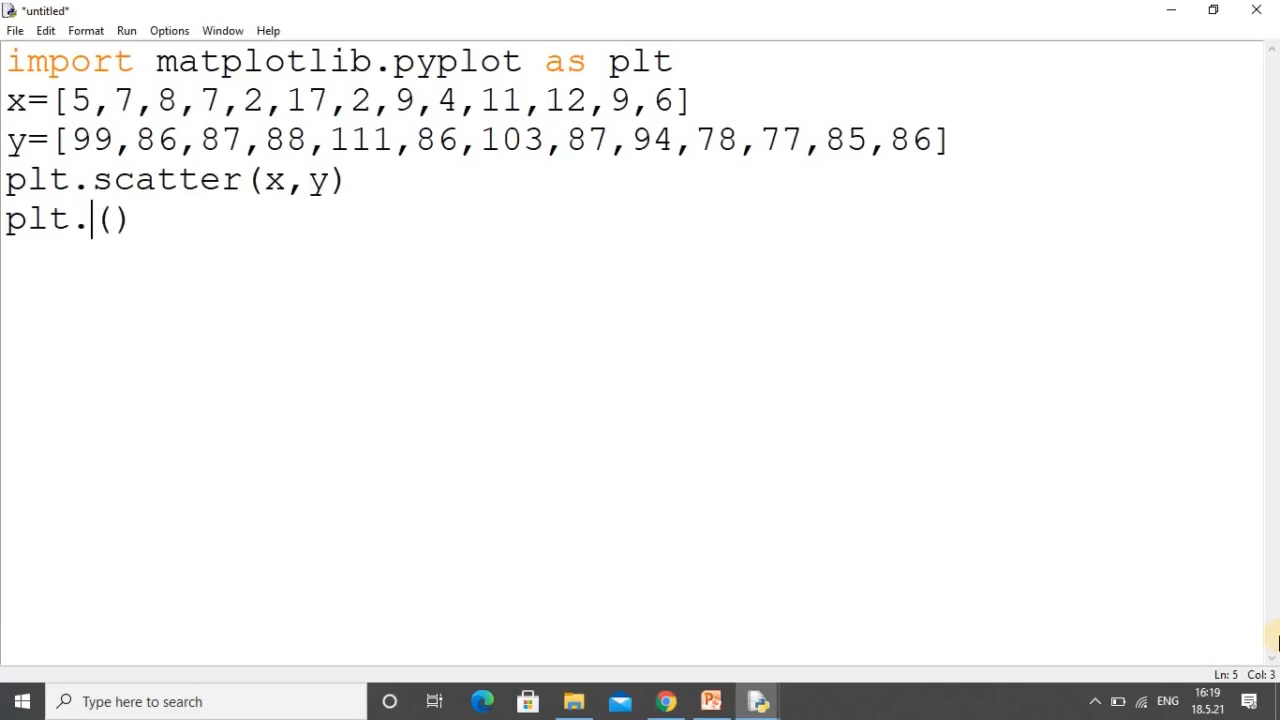 *untitled*
File Edit Format Run Options Window Help
import matplotlib.pyplot as plt
x=[5,7,8,7,2,17,2,9,4,11,12,9,6]
y=[99,86,87,88,111,86,103,87,94,78,77,85,86]
plt.scatter(x,y)
plt.()
Ln: 5 Col: 3
Type here to search
ENG
16:19
18.5.21